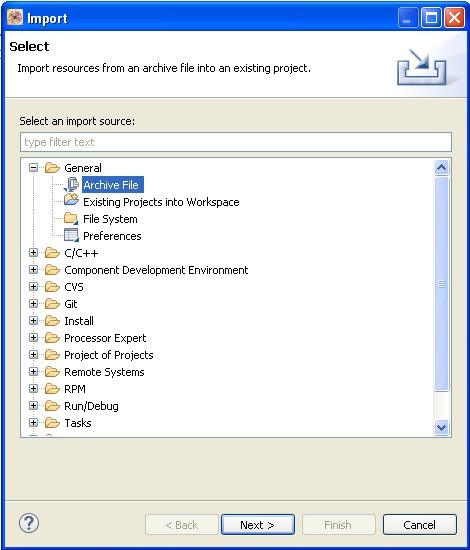 Import
Select
Import resources from an archive file into an existing project.
Select an import source:
type filter text
General
Archive File
Existing Projects into Workspace
File System
Preferences
C/C++
Component Development Environment
CVS
Git
Install
Processor Expert
Project of Projects
Remote Systems
RPM
Run/Debug
Tasks
?
< Back
Next >
Finish
Cancel